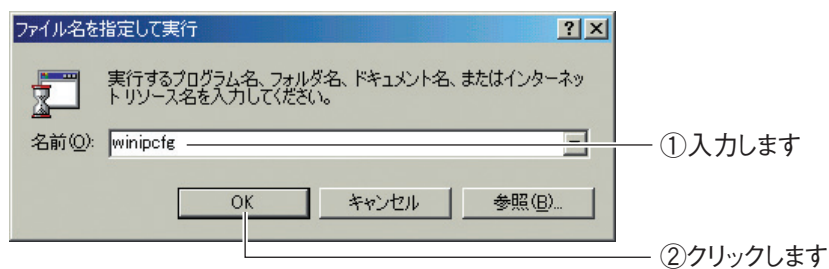 ファイル名を指定して実行
実行するプログラム名、フォルダ名、ドキュメント名、またはインターネッ
トリソース名を入力してください。
名前(O): winipcfg
①入力します
OK キャンセル 参照(B)...
②クリックします